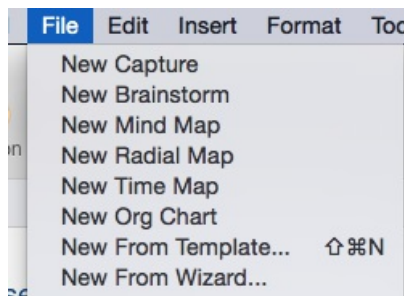 File Edit Insert Format
New Capture
New Brainstorm
New Mind Map
New Radial Map
New Time Map
New Org Chart
New From Template... ⇧⌘N
New From Wizard...